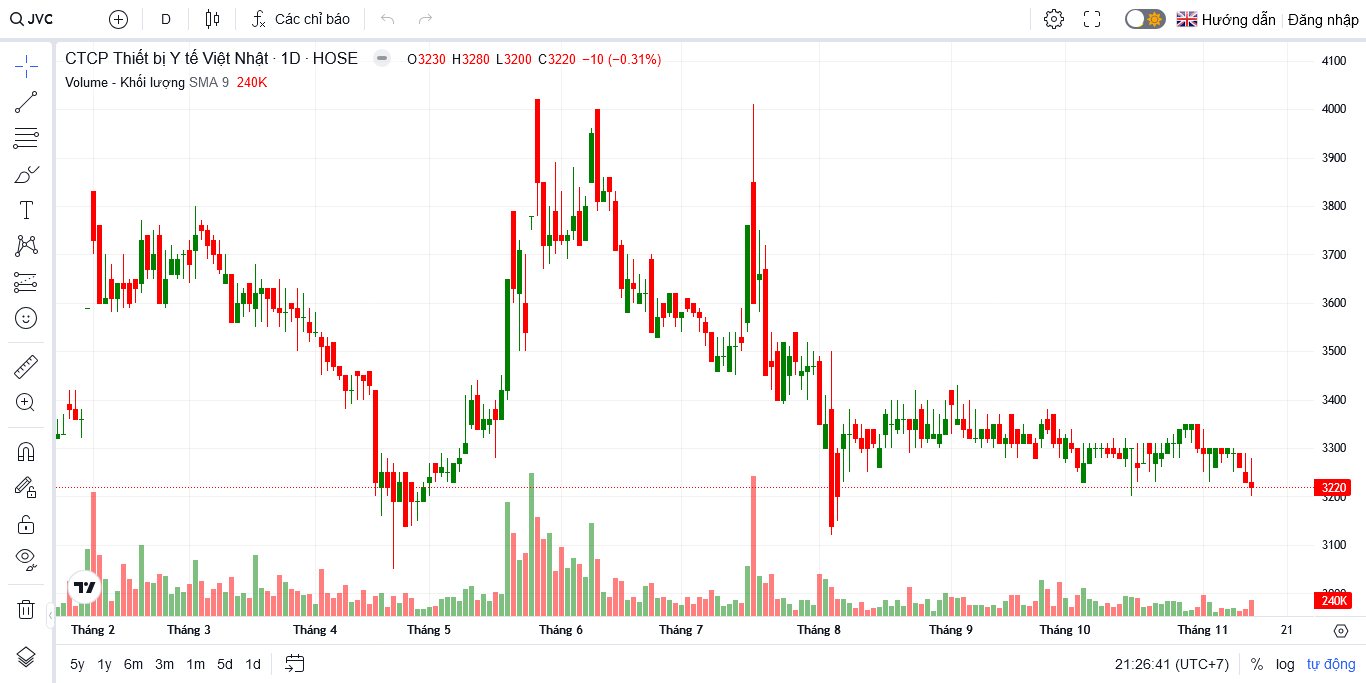 JVC D Các chỉ báo Hướng dẫn Đăng nhập
CTCP Thiết bị Y tế Việt Nhật · 1D · HOSE O3230 H3280 L3200 C3220 −10 (−0.31%)
Volume - Khối lượng SMA 9 240K
4100
4000
3900
3800
3700
3600
3500
3400
3300
3220
3200
3100
240K
Tháng 2 Tháng 3 Tháng 4 Tháng 5 Tháng 6 Tháng 7 Tháng 8 Tháng 9 Tháng 10 Tháng 11 21
5y 1y 6m 3m 1m 5d 1d 21:26:41 (UTC+7) % log tự động